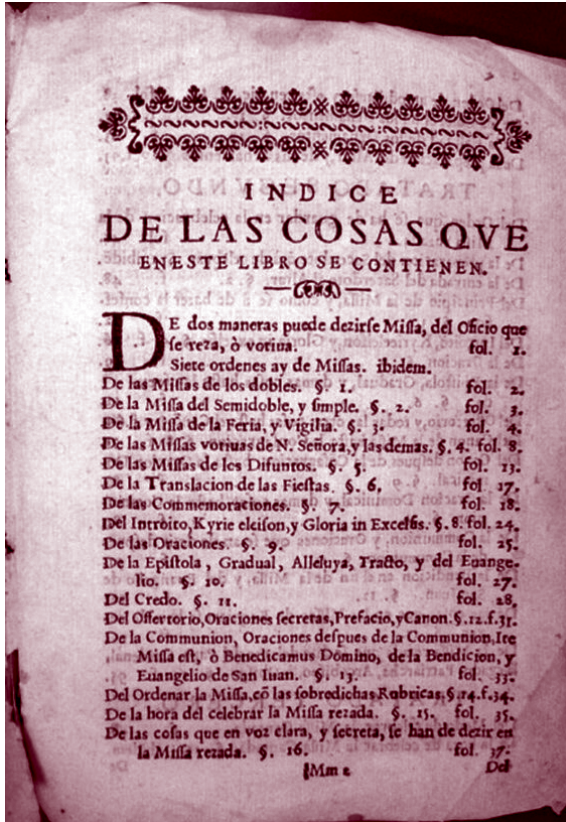 INDICE
DE LAS COSAS QVE
EN ESTE LIBRO SE CONTIENEN.
DE dos maneras puede dezirse Missa, del Oficio que
se reza, ò votiua. fol. 1.
Siete ordenes ay de Missas. ibidem.
De las Missas de los dobles. §. 1. fol. 2.
De la Missa del Semidoble, y simple. §. 2. fol. 3.
De la Missa de la Feria, y Vigilia. §. 3. fol. 4.
De las Missas votiuas de N. Señora, y las demas. §. 4. fol. 8.
De las Missas de los Difuntos. §. 5. fol. 13.
De la Translacion de las Fiestas. §. 6. fol. 17.
De las Commemoraciones. §. 7. fol. 18.
Del Introito, Kyrie eleison, y Gloria in Excelsis. §. 8. fol. 24.
De las Oraciones. §. 9. fol. 25.
De la Epistola, Gradual, Alleluya, Tracto, y del Euange-
lio. §. 10. fol. 27.
Del Credo. §. 11. fol. 28.
Del Offertorio, Oraciones secretas, Prefacio, y Canon. §. 12. f. 31.
De la Communion, Oraciones despues de la Communion, Ite
Missa est, ò Benedicamus Domino, de la Bendicion, y
Euangelio de San Iuan. §. 13. fol. 33.
Del Ordenar la Missa, cõ las sobredichas Rubricas. §. 14. f. 34.
De la hora del celebrar la Missa rezada. §. 15. fol. 35.
De las cosas que en voz clara, y secreta, se han de dezir en
la Missa rezada. §. 16. fol. 37.
Del